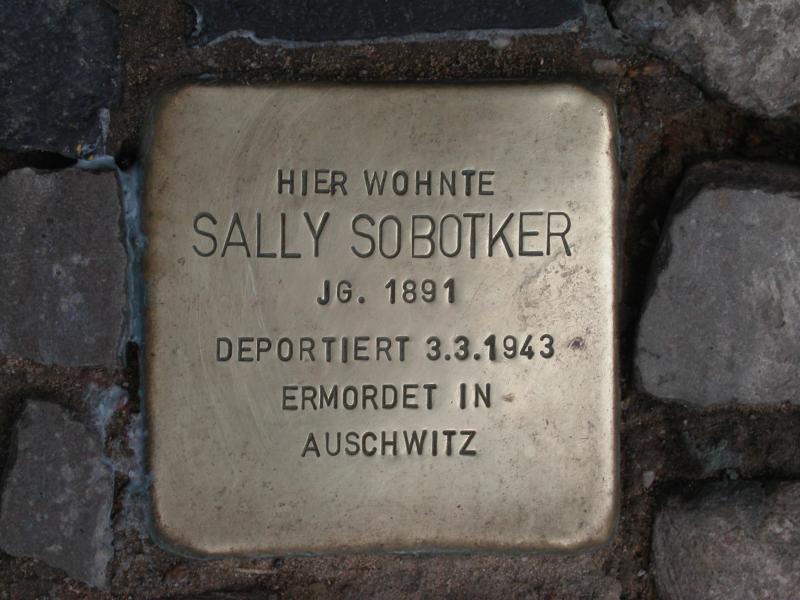 HIER WOHNTE
SALLY SOBOTKER
JG. 1891
DEPORTIERT 3.3.1943
ERMORDET IN
AUSCHWITZ